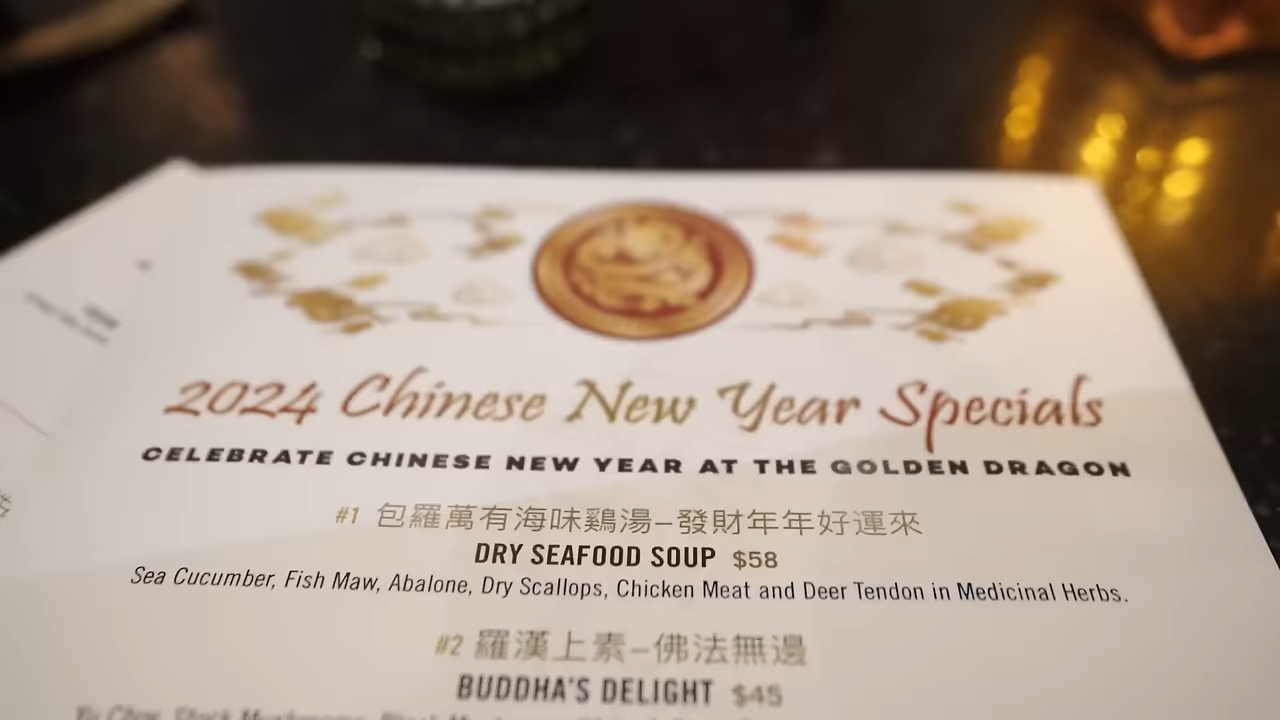 2024 Chinese New Year Specials
CELEBRATE CHINESE NEW YEAR AT THE GOLDEN DRAGON
#1 包羅萬有海味鷄湯–發財年年好運來
DRY SEAFOOD SOUP $58
Sea Cucumber, Fish Maw, Abalone, Dry Scallops, Chicken Meat and Deer Tendon in Medicinal Herbs.
#2 羅漢上素–佛法無邊
BUDDHA'S DELIGHT $45